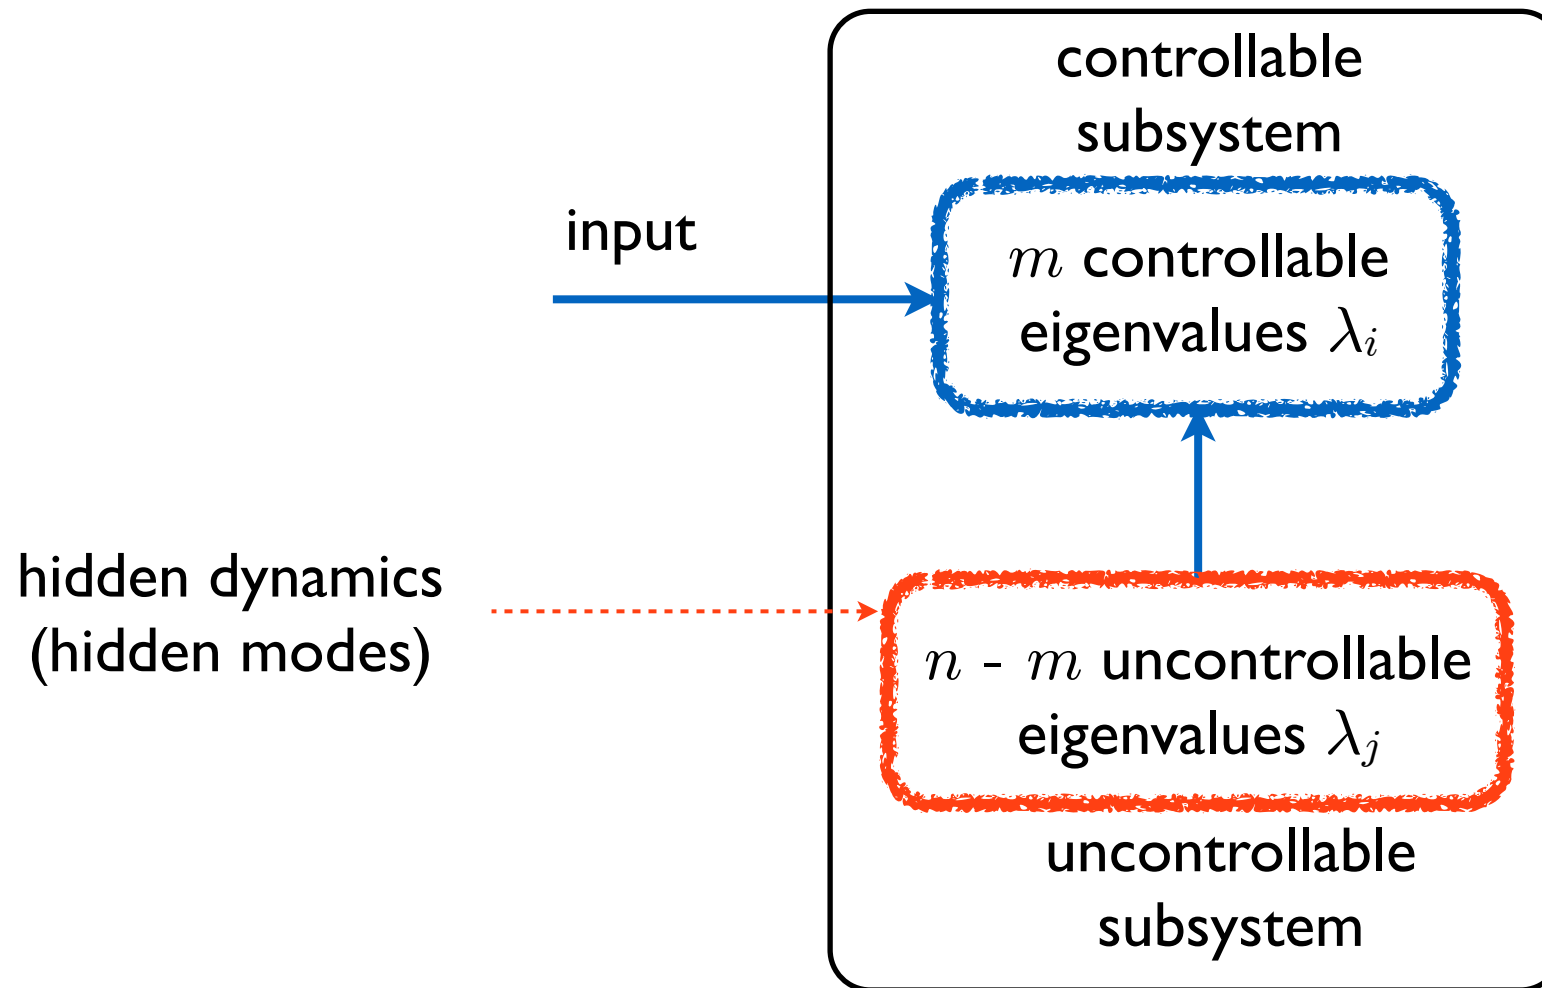 controllable
subsystem
input
m controllable
eigenvalues λi
hidden dynamics
(hidden modes)
n - m uncontrollable
eigenvalues λj
uncontrollable
subsystem